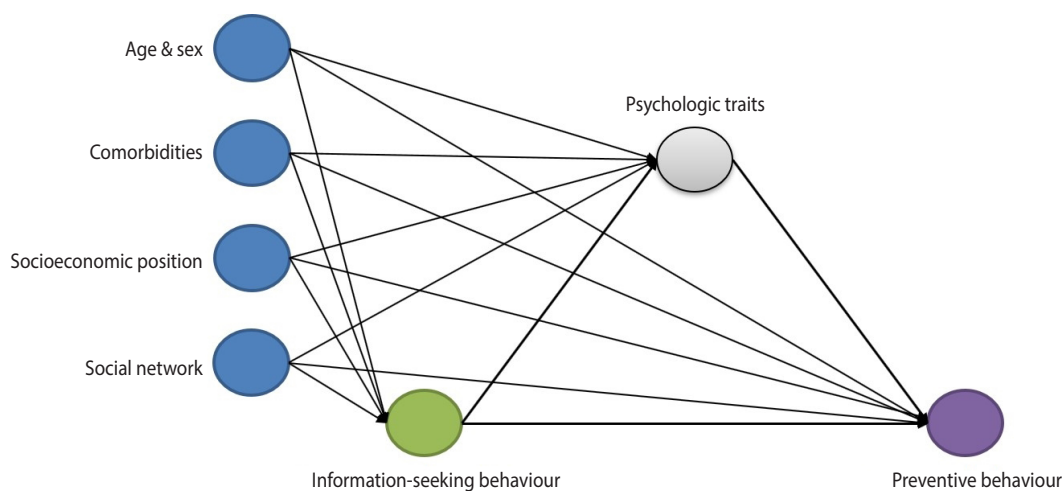 Age & sex
Psychologic traits
Comorbidities
Socioeconomic position
Social network
Information-seeking behaviour
Preventive behaviour